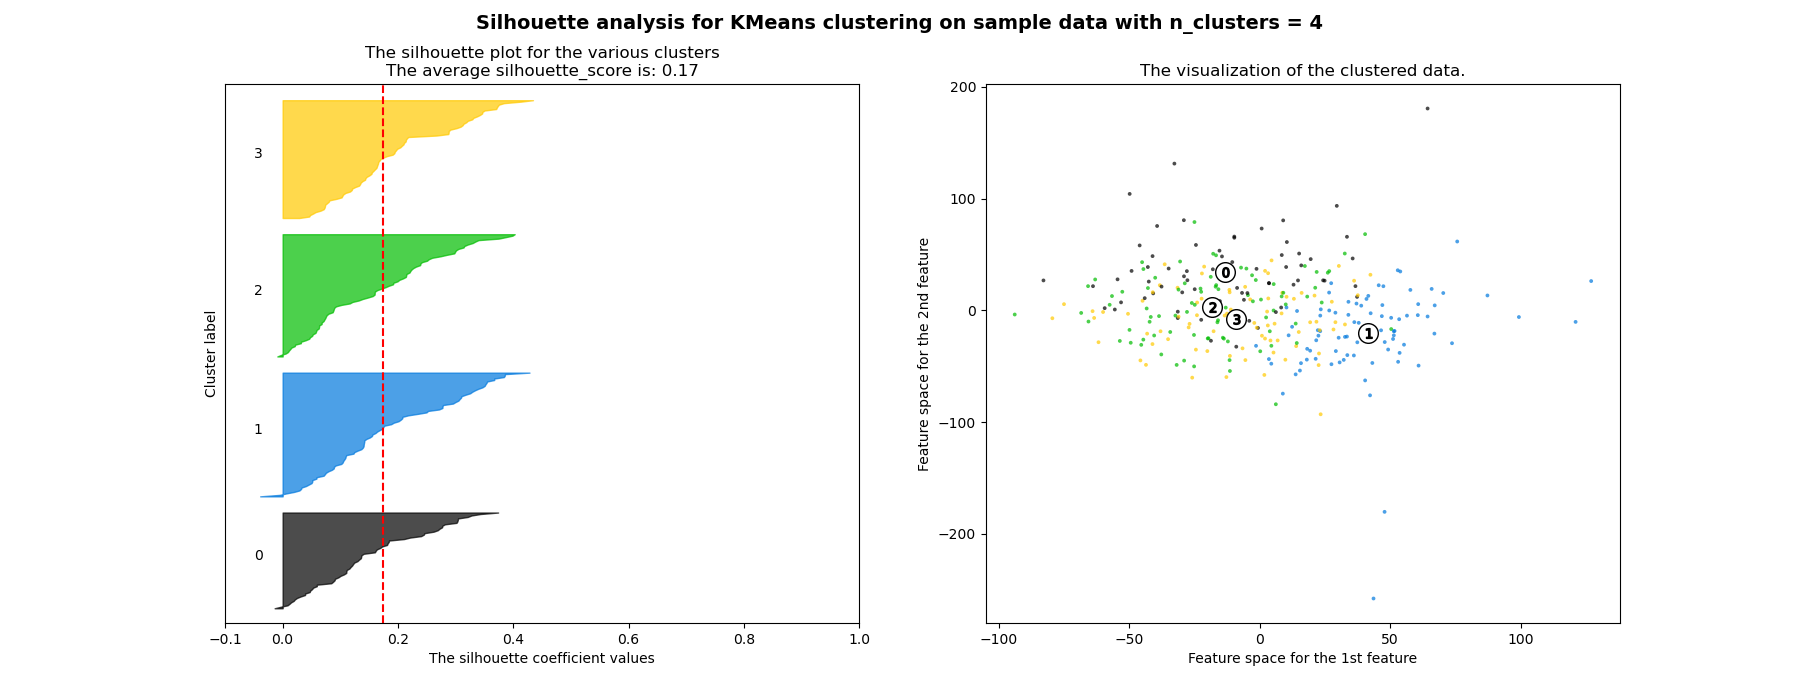 Silhouette analysis for KMeans clustering on sample data with n_clusters = 4
The silhouette plot for the various clusters
The average silhouette_score is: 0.17
3
2
1
0
Cluster label
−0.1 0.0 0.2 0.4 0.6 0.8 1.0
The silhouette coefficient values
The visualization of the clustered data.
200
100
0
−100
−200
Feature space for the 2nd feature
0
2
3
1
−100 −50 0 50 100
Feature space for the 1st feature